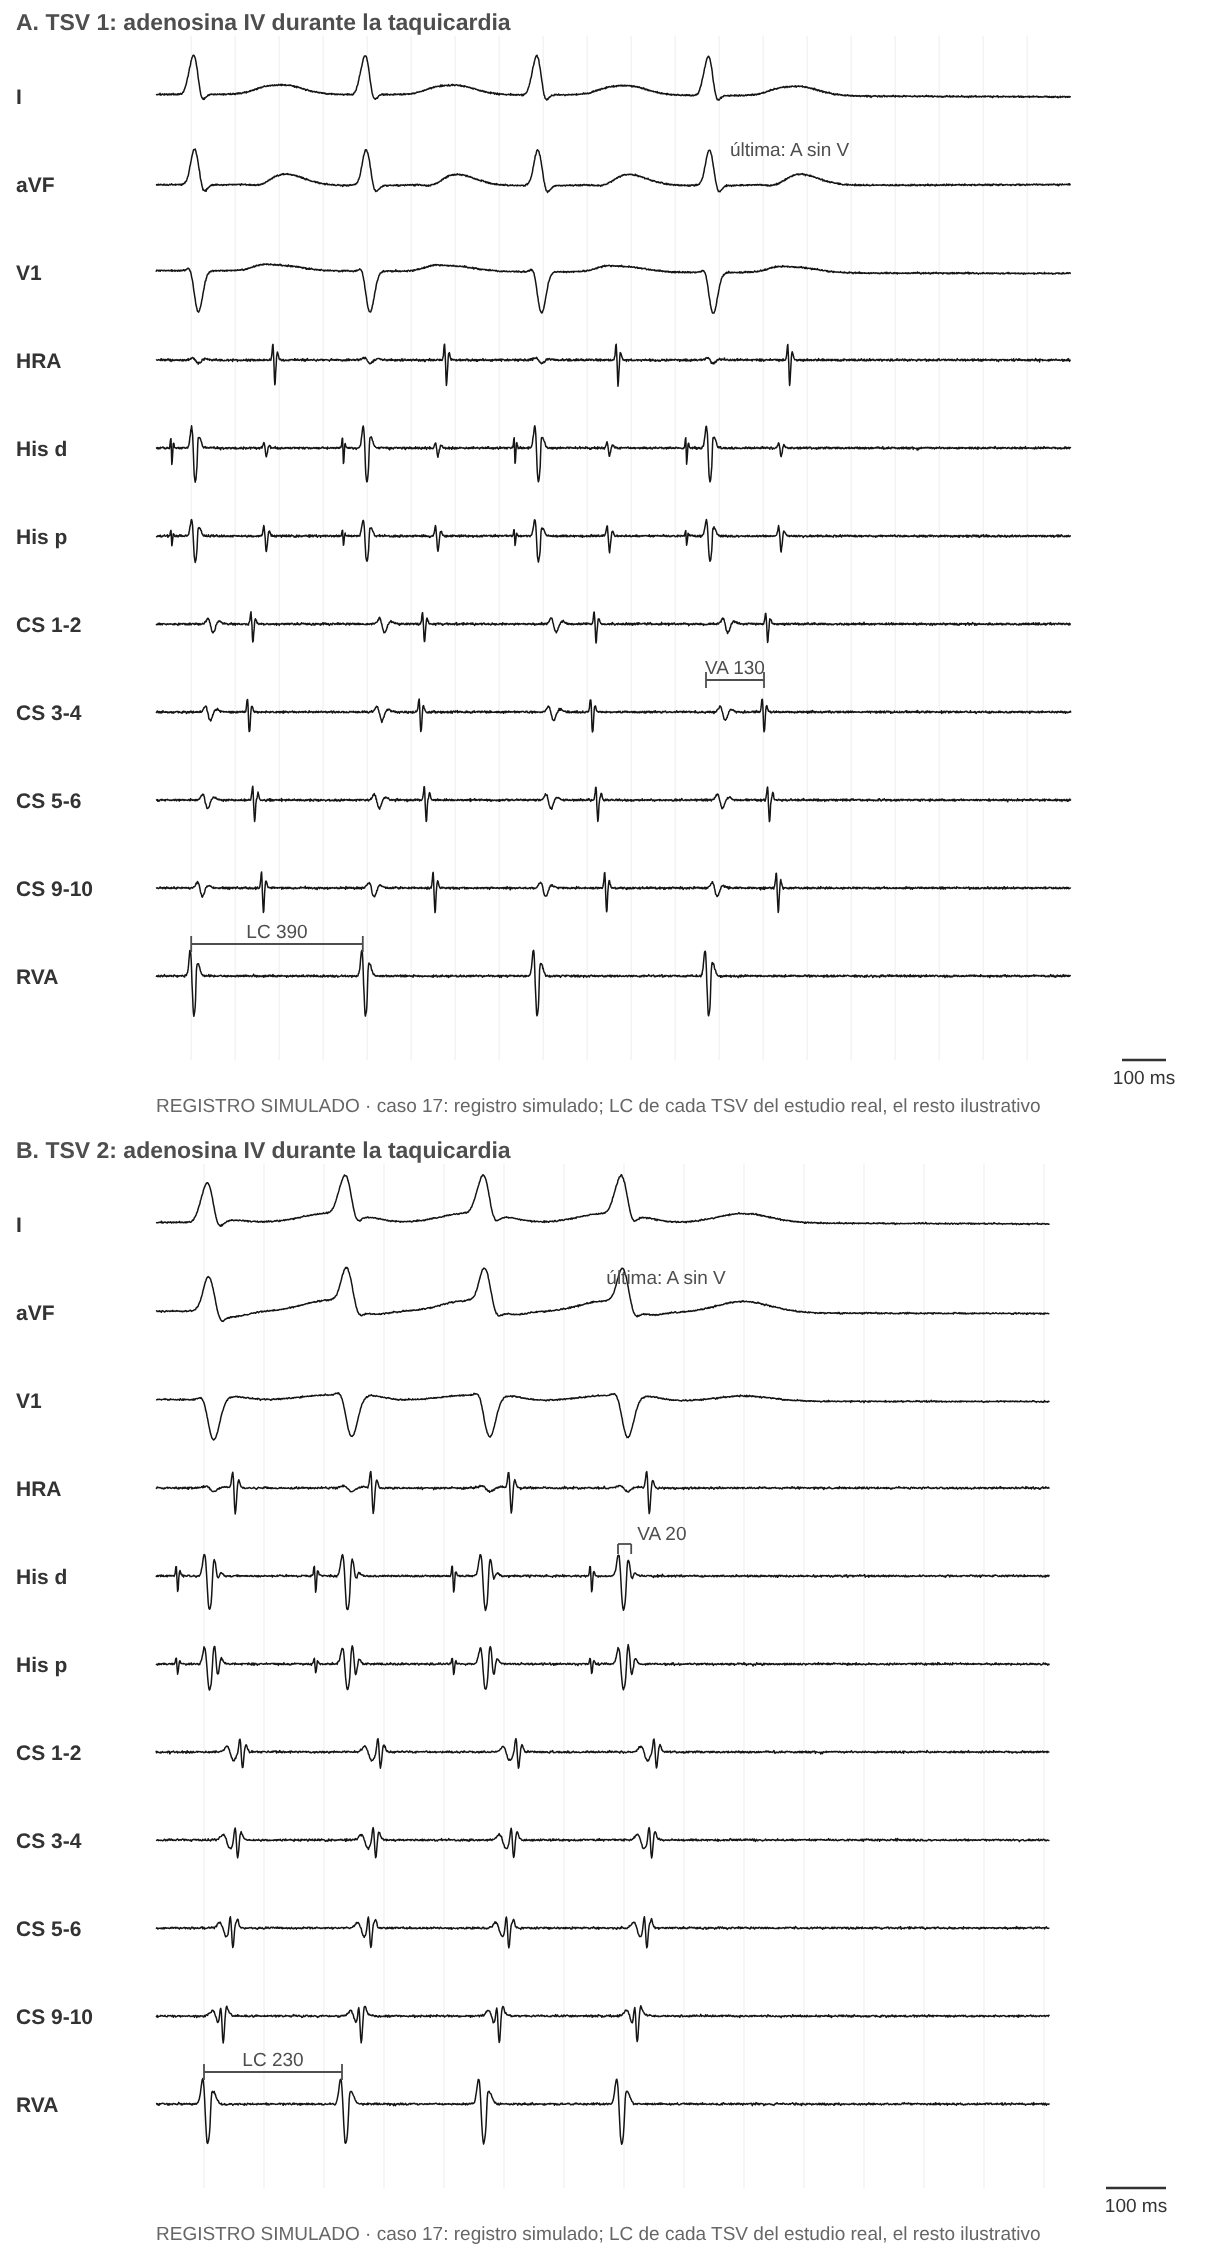 A. TSV 1: adenosina IV durante la taquicardia
I
última: A sin V
aVF
V1
HRA
His d
His p
CS 1-2
VA 130
CS 3-4
CS 5-6
CS 9-10
LC 390
RVA
100 ms
REGISTRO SIMULADO · caso 17: registro simulado; LC de cada TSV del estudio real, el resto ilustrativo
B. TSV 2: adenosina IV durante la taquicardia
I
última: A sin V
aVF
V1
HRA
VA 20
His d
His p
CS 1-2
CS 3-4
CS 5-6
CS 9-10
LC 230
RVA
100 ms
REGISTRO SIMULADO · caso 17: registro simulado; LC de cada TSV del estudio real, el resto ilustrativo